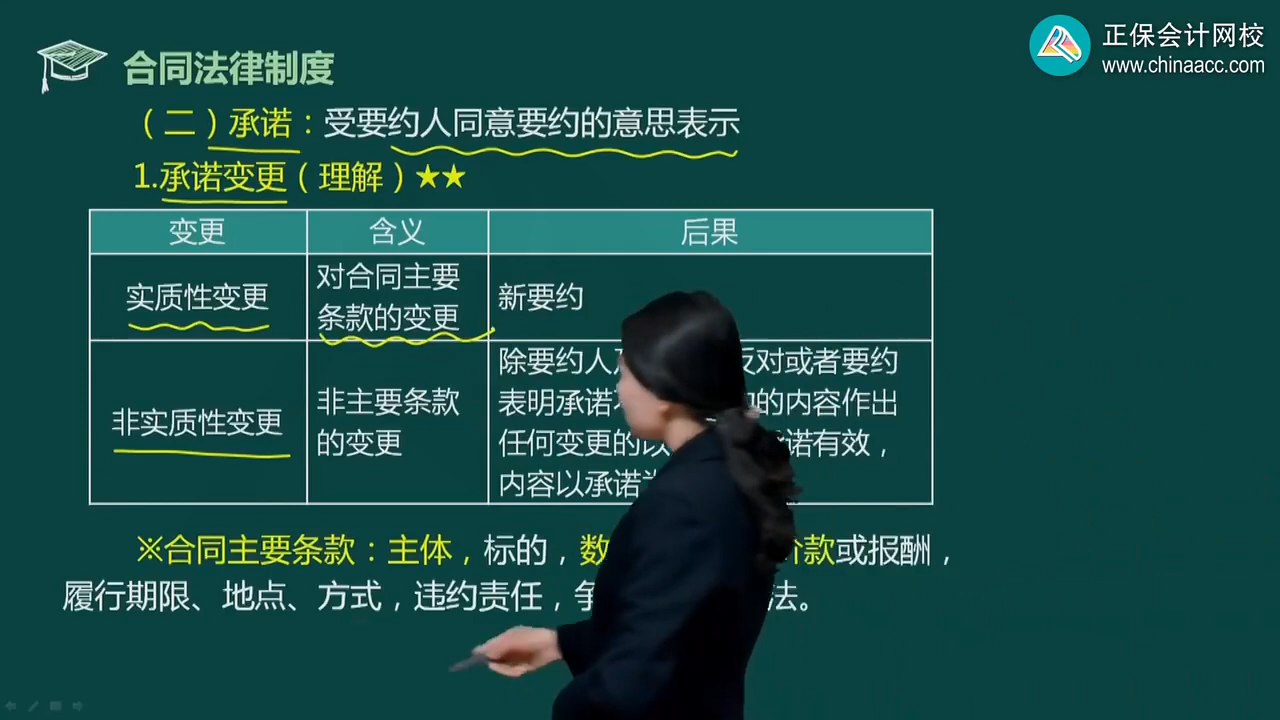 正保会计网校
www.chinaacc.com
合同法律制度
（二）承诺：受要约人同意要约的意思表示
1.承诺变更（理解）★★
变更 含义 后果
实质性变更
对合同主要
条款的变更
新要约
非实质性变更
非主要条款
的变更
除要约人 反对或者要约
表明承诺 的内容作出
任何变更的 诺有效，
内容以承诺
※合同主要条款：主体，标的，数 价款或报酬，
履行期限、地点、方式，违约责任，争 法。